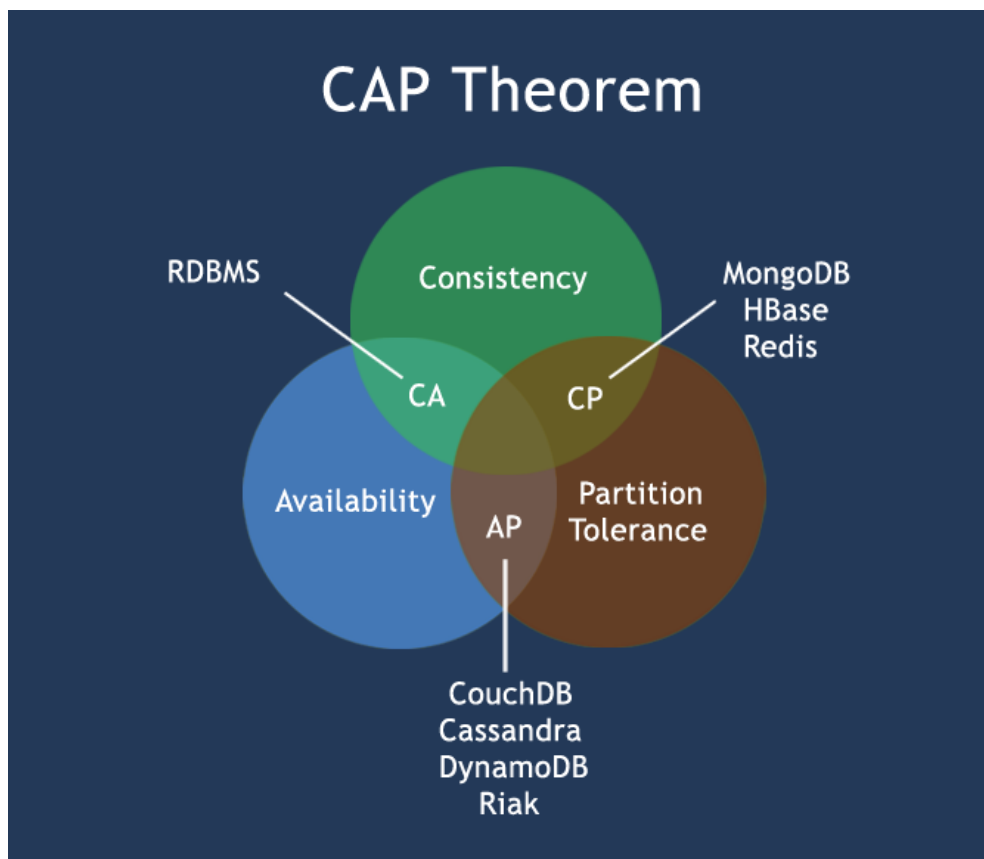 CAP Theorem
RDBMS
Consistency
MongoDB
HBase
Redis
CA
CP
Availability
Partition
Tolerance
AP
CouchDB
Cassandra
DynamoDB
Riak